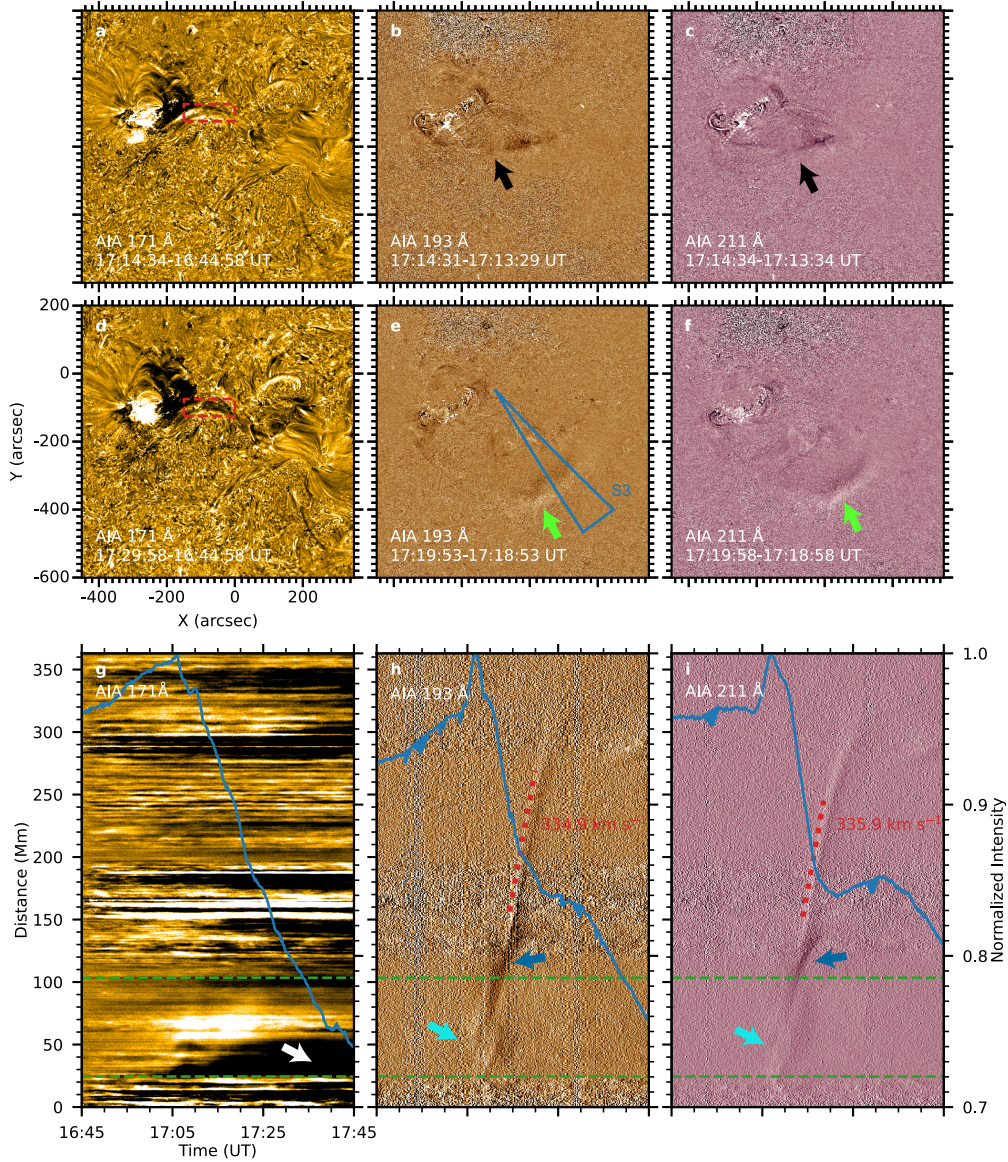 a
AIA 171 Å
17:14:34-16:44:58 UT
b
AIA 193 Å
17:14:31-17:13:29 UT
c
AIA 211 Å
17:14:34-17:13:34 UT
200
0
-200
-400
-600
Y (arcsec)
d
AIA 171 Å
17:29:58-16:44:58 UT
-400
-200
0
200
X (arcsec)
e
S3
AIA 193 Å
17:19:53-17:18:53 UT
f
AIA 211 Å
17:19:58-17:18:58 UT
350
300
250
200
150
100
50
0
Distance (Mm)
g
AIA 171Å
16:45
17:05
17:25
17:45
Time (UT)
h
AIA 193 Å
334.9 km s⁻
i
AIA 211 Å
335.9 km s⁻¹
1.0
0.9
0.8
0.7
Normalized Intensity